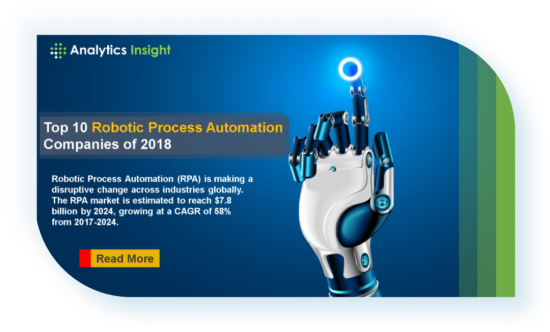 Analytics Insight
Top 10 Robotic Process Automation
Companies of 2018
Robotic Process Automation (RPA) is making a
disruptive change across industries globally.
The RPA market is estimated to reach $7.8
billion by 2024, growing at a CAGR of 58%
from 2017-2024.
Read More